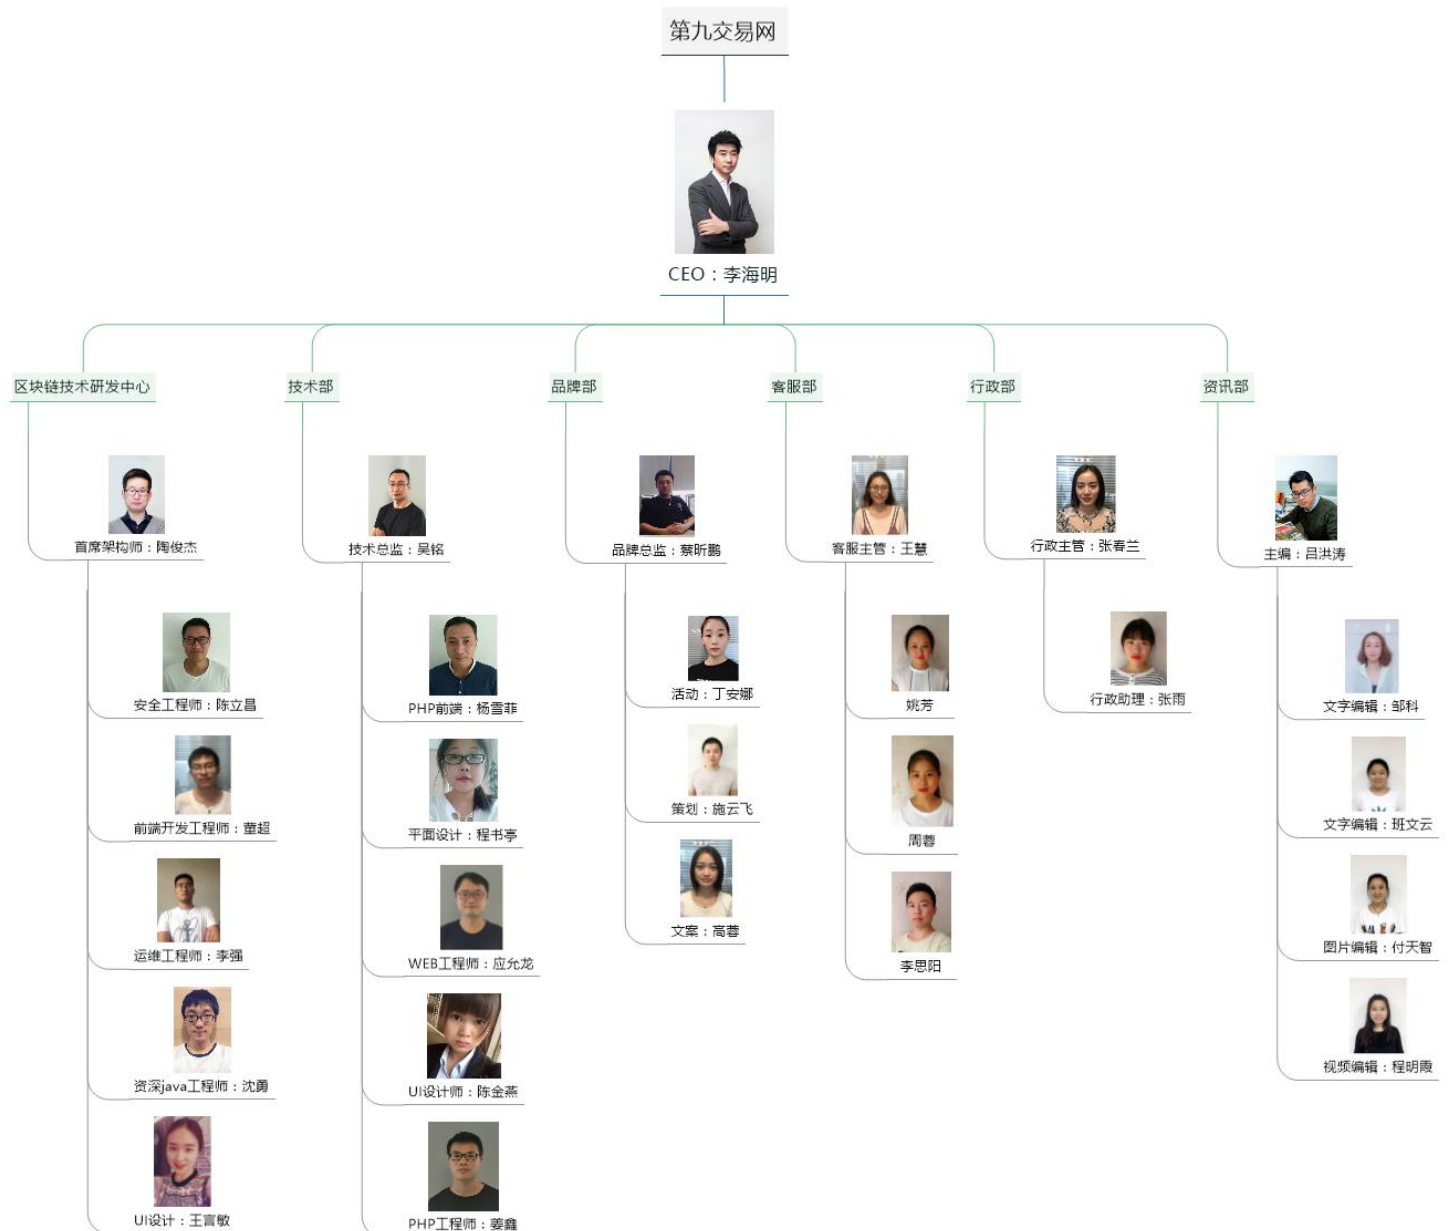 第九交易网
CEO：李海明
区块链技术研发中心
技术部
品牌部
客服部
行政部
资讯部
首席架构师：陶俊杰
技术总监：吴铭
品牌总监：蔡昕鹏
客服主管：王慧
行政主管：张春兰
主编：吕洪涛
安全工程师：陈立昌
PHP前端：杨雪菲
活动：丁安娜
姚芳
行政助理：张雨
文字编辑：邹科
前端开发工程师：董超
平面设计：程书亭
策划：施云飞
周蓉
文字编辑：班文云
运维工程师：李强
WEB工程师：应允龙
文案：高蓉
李思阳
图片编辑：付天智
资深java工程师：沈勇
UI设计师：陈金燕
视频编辑：程明霞
UI设计：王言敏
PHP工程师：姜鑫